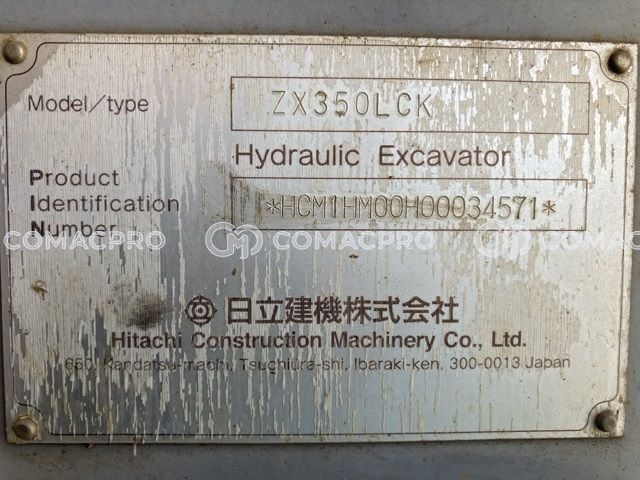 Model/type
ZX350LCK
Hydraulic Excavator
Product
Identification
Number
*HCM1HM00H00034571*
COMACPRO COMACPRO COMACPRO
日立建機株式会社
Hitachi Construction Machinery Co., Ltd.
650, Kandatsu-machi, Tsuchiura-shi, Ibaraki-ken, 300-0013 Japan